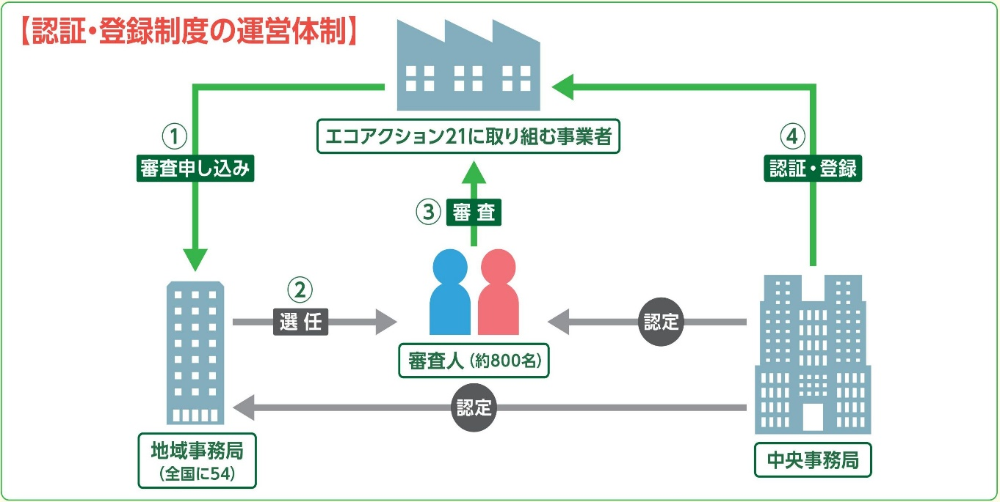 【認証・登録制度の運営体制】
エコアクション21に取り組む事業者
①
審査申し込み
④
認証・登録
③ 審査
②
選任
認定
審査人(約800名)
認定
地域事務局
(全国に54)
中央事務局